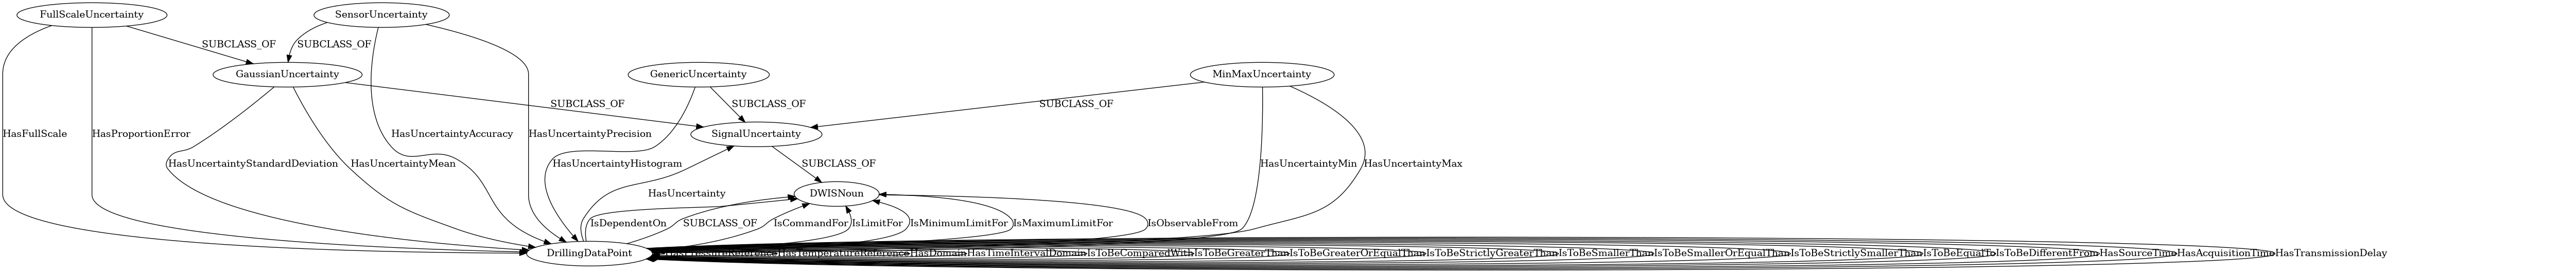 FullScaleUncertainty
SensorUncertainty
SUBCLASS_OF
SUBCLASS_OF
GaussianUncertainty
GenericUncertainty
MinMaxUncertainty
SUBCLASS_OF
SUBCLASS_OF
SUBCLASS_OF
HasFullScale
HasProportionError
HasUncertaintyAccuracy
HasUncertaintyPrecision
SignalUncertainty
HasUncertaintyStandardDeviation
HasUncertaintyMean
HasUncertaintyHistogram
SUBCLASS_OF
HasUncertaintyMin
HasUncertaintyMax
HasUncertainty
DWISNoun
IsDependentOn
SUBCLASS_OF
IsCommandFor
IsLimitFor
IsMinimumLimitFor
IsMaximumLimitFor
IsObservableFrom
DrillingDataPoint
HasPressureReference
HasTemperatureReference
HasDomain
HasTimeIntervalDomain
IsToBeComparedWith
IsToBeGreaterThan
IsToBeGreaterOrEqualThan
IsToBeStrictlyGreaterThan
IsToBeSmallerThan
IsToBeSmallerOrEqualThan
IsToBeStrictlySmallerThan
IsToBeEqualTo
IsToBeDifferentFrom
HasSourceTime
HasAcquisitionTime
HasTransmissionDelay